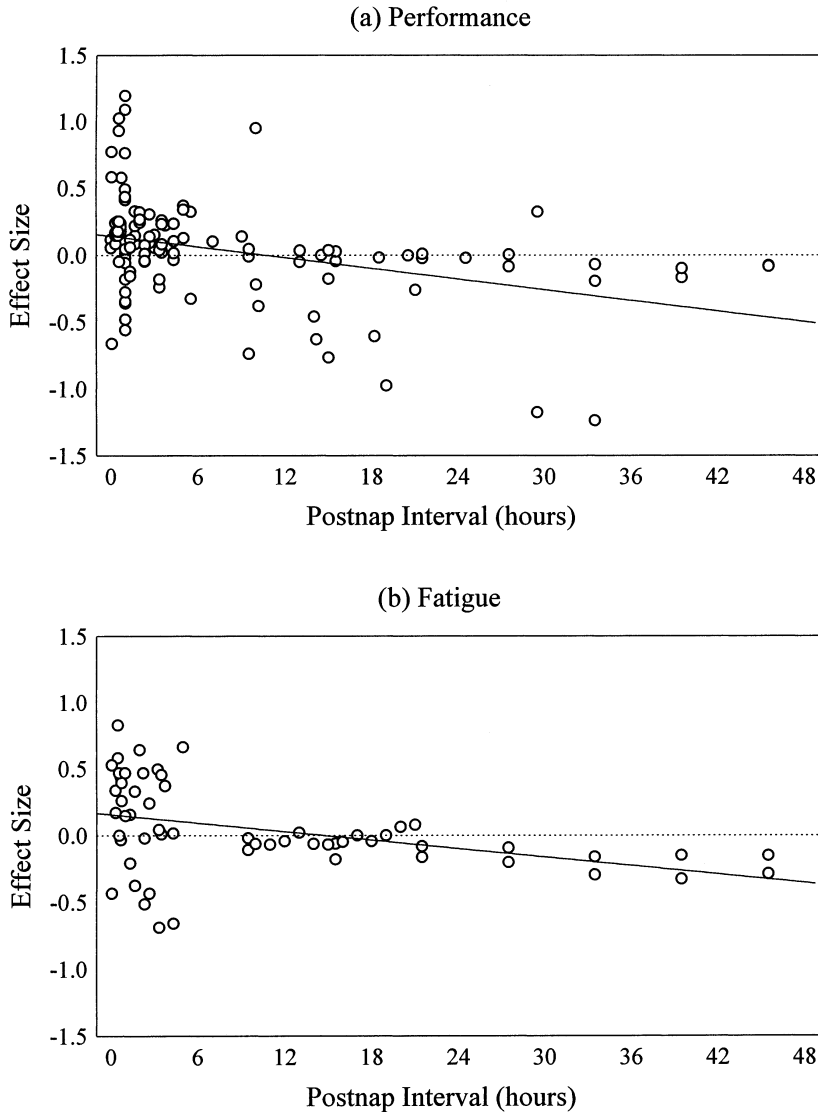 (a) Performance
1.5
1.0
0.5
0.0
-0.5
-1.0
-1.5
Effect Size
0 6 12 18 24 30 36 42 48
Postnap Interval (hours)
(b) Fatigue
1.5
1.0
0.5
0.0
-0.5
-1.0
-1.5
Effect Size
0 6 12 18 24 30 36 42 48
Postnap Interval (hours)